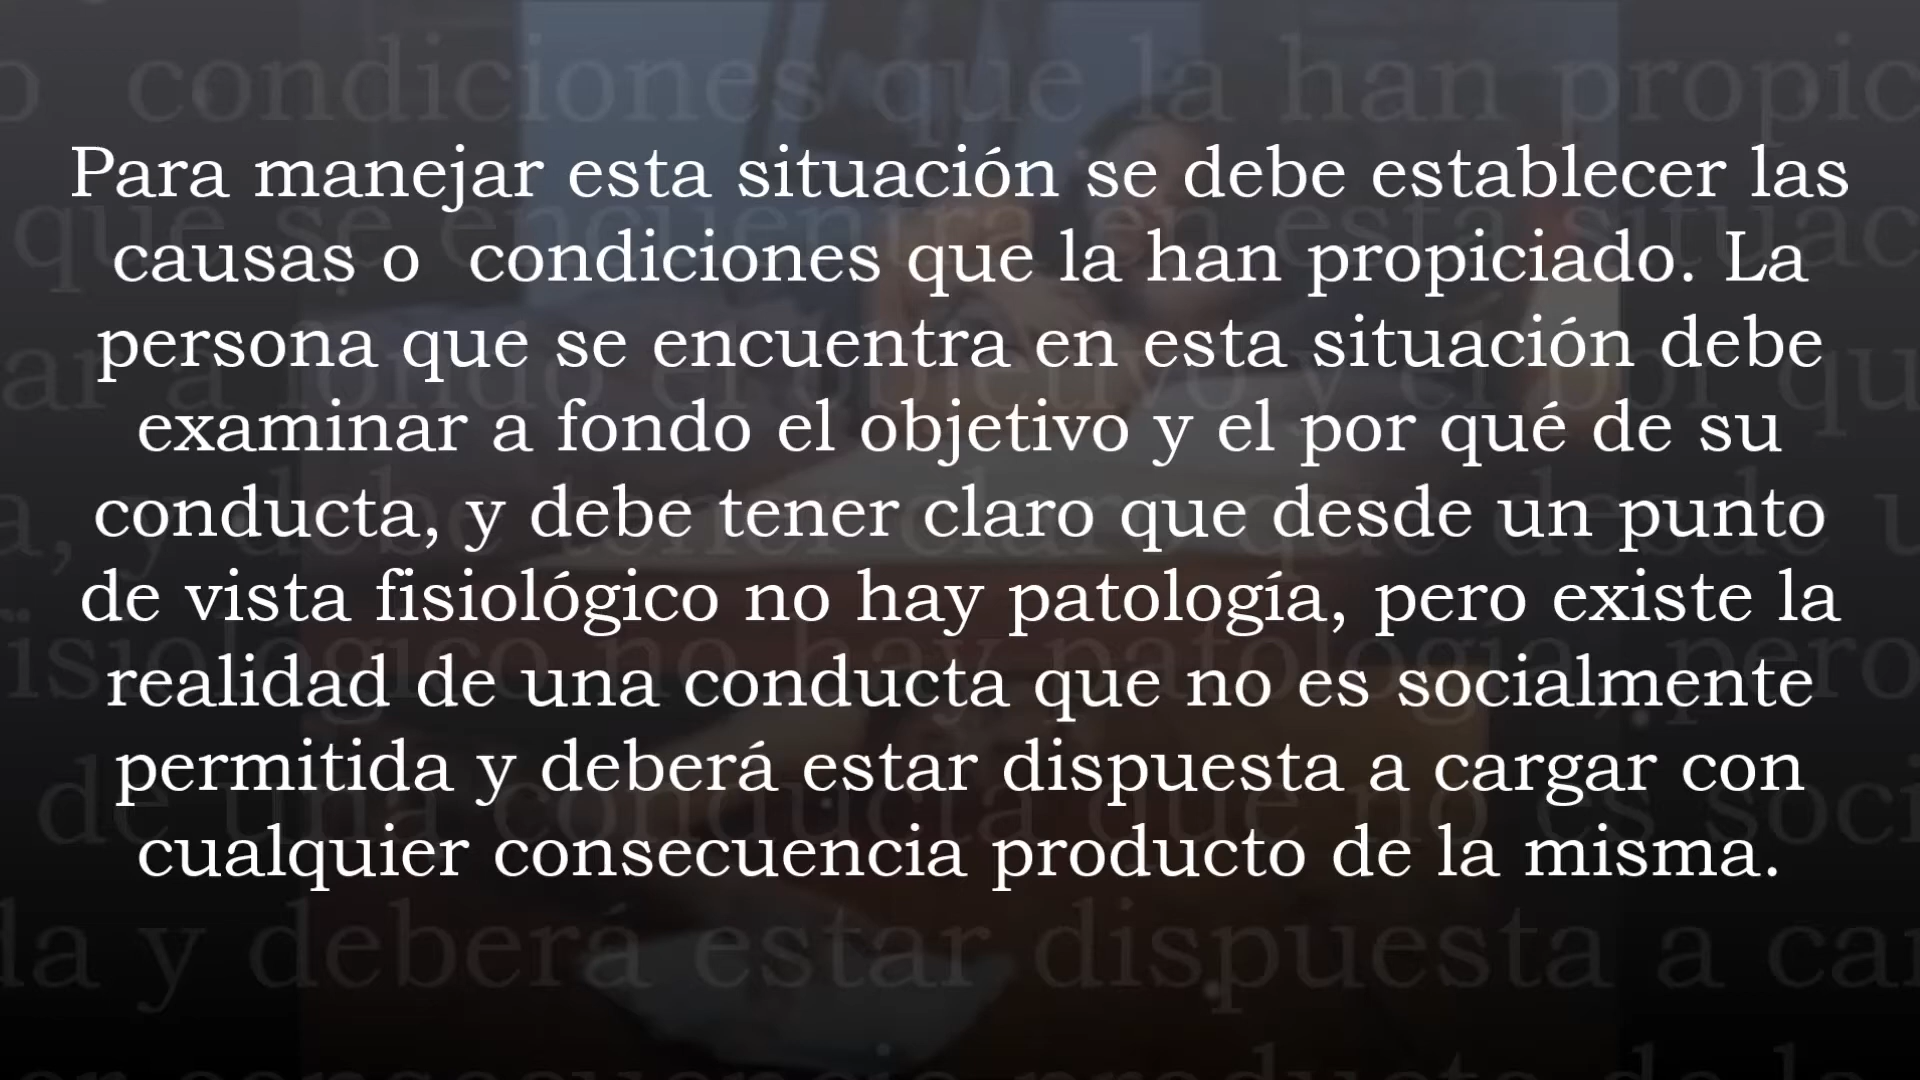 Para manejar esta situación se debe establecer las
causas o  condiciones que la han propiciado. La
persona que se encuentra en esta situación debe
examinar a fondo el objetivo y el por qué de su
conducta, y debe tener claro que desde un punto
de vista fisiológico no hay patología, pero existe la
realidad de una conducta que no es socialmente
permitida y deberá estar dispuesta a cargar con
cualquier consecuencia producto de la misma.